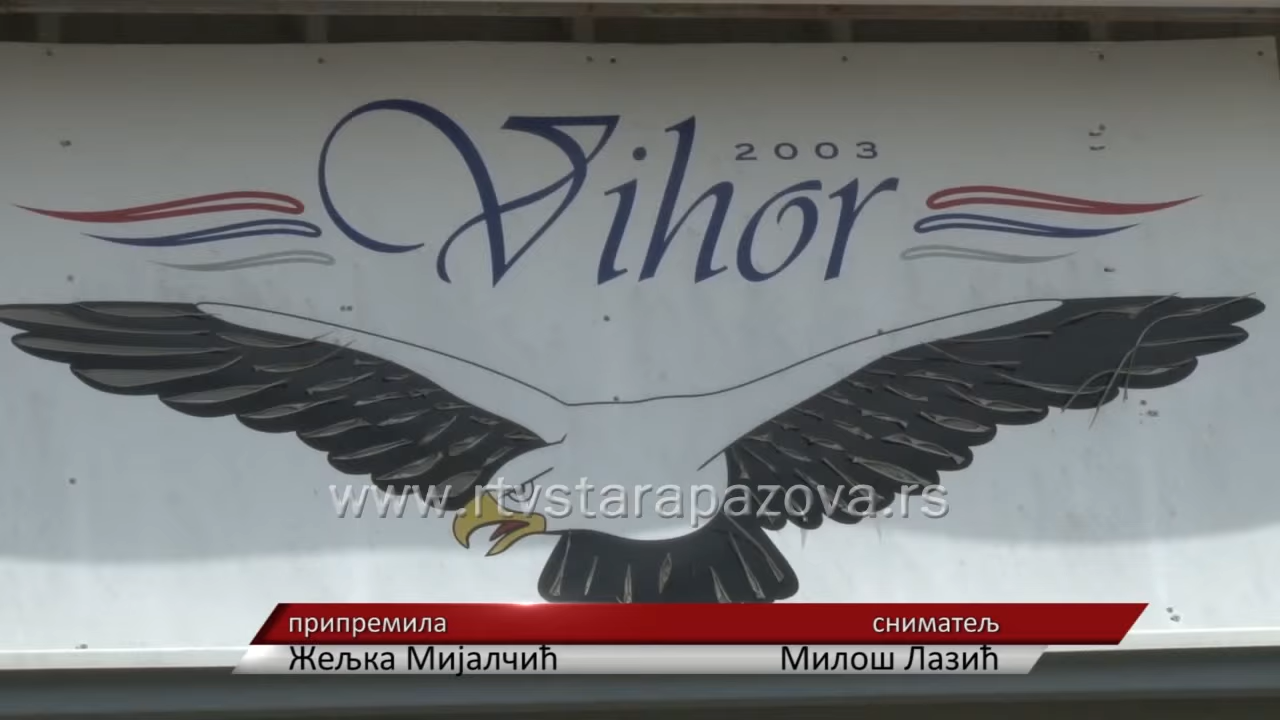 Vihor
2003
www.rtvstarapazova.rs
припремила
сниматељ
Жељка Мијалчић
Милош Лазић